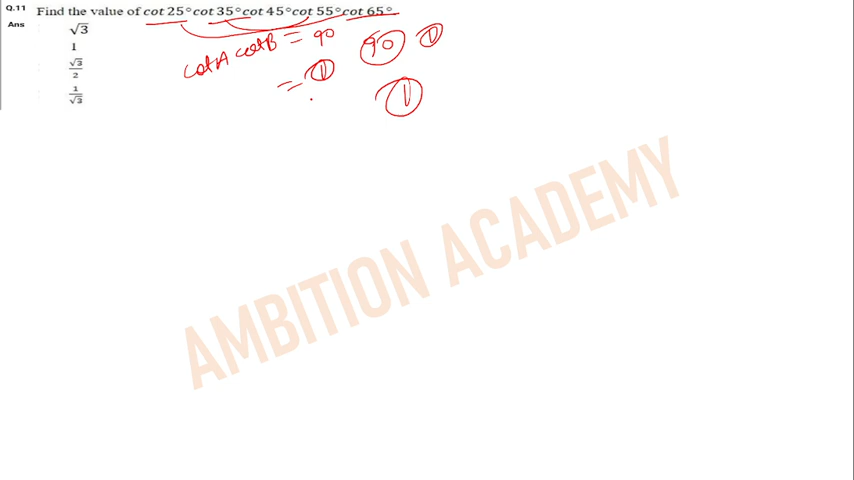 Q.11 Find the value of cot 25° cot 35° cot 45° cot 55° cot 65°
Ans √3
1
√3/2
1/√3
cotA cotB = 90 90 1
= 1
1
AMBITION ACADEMY